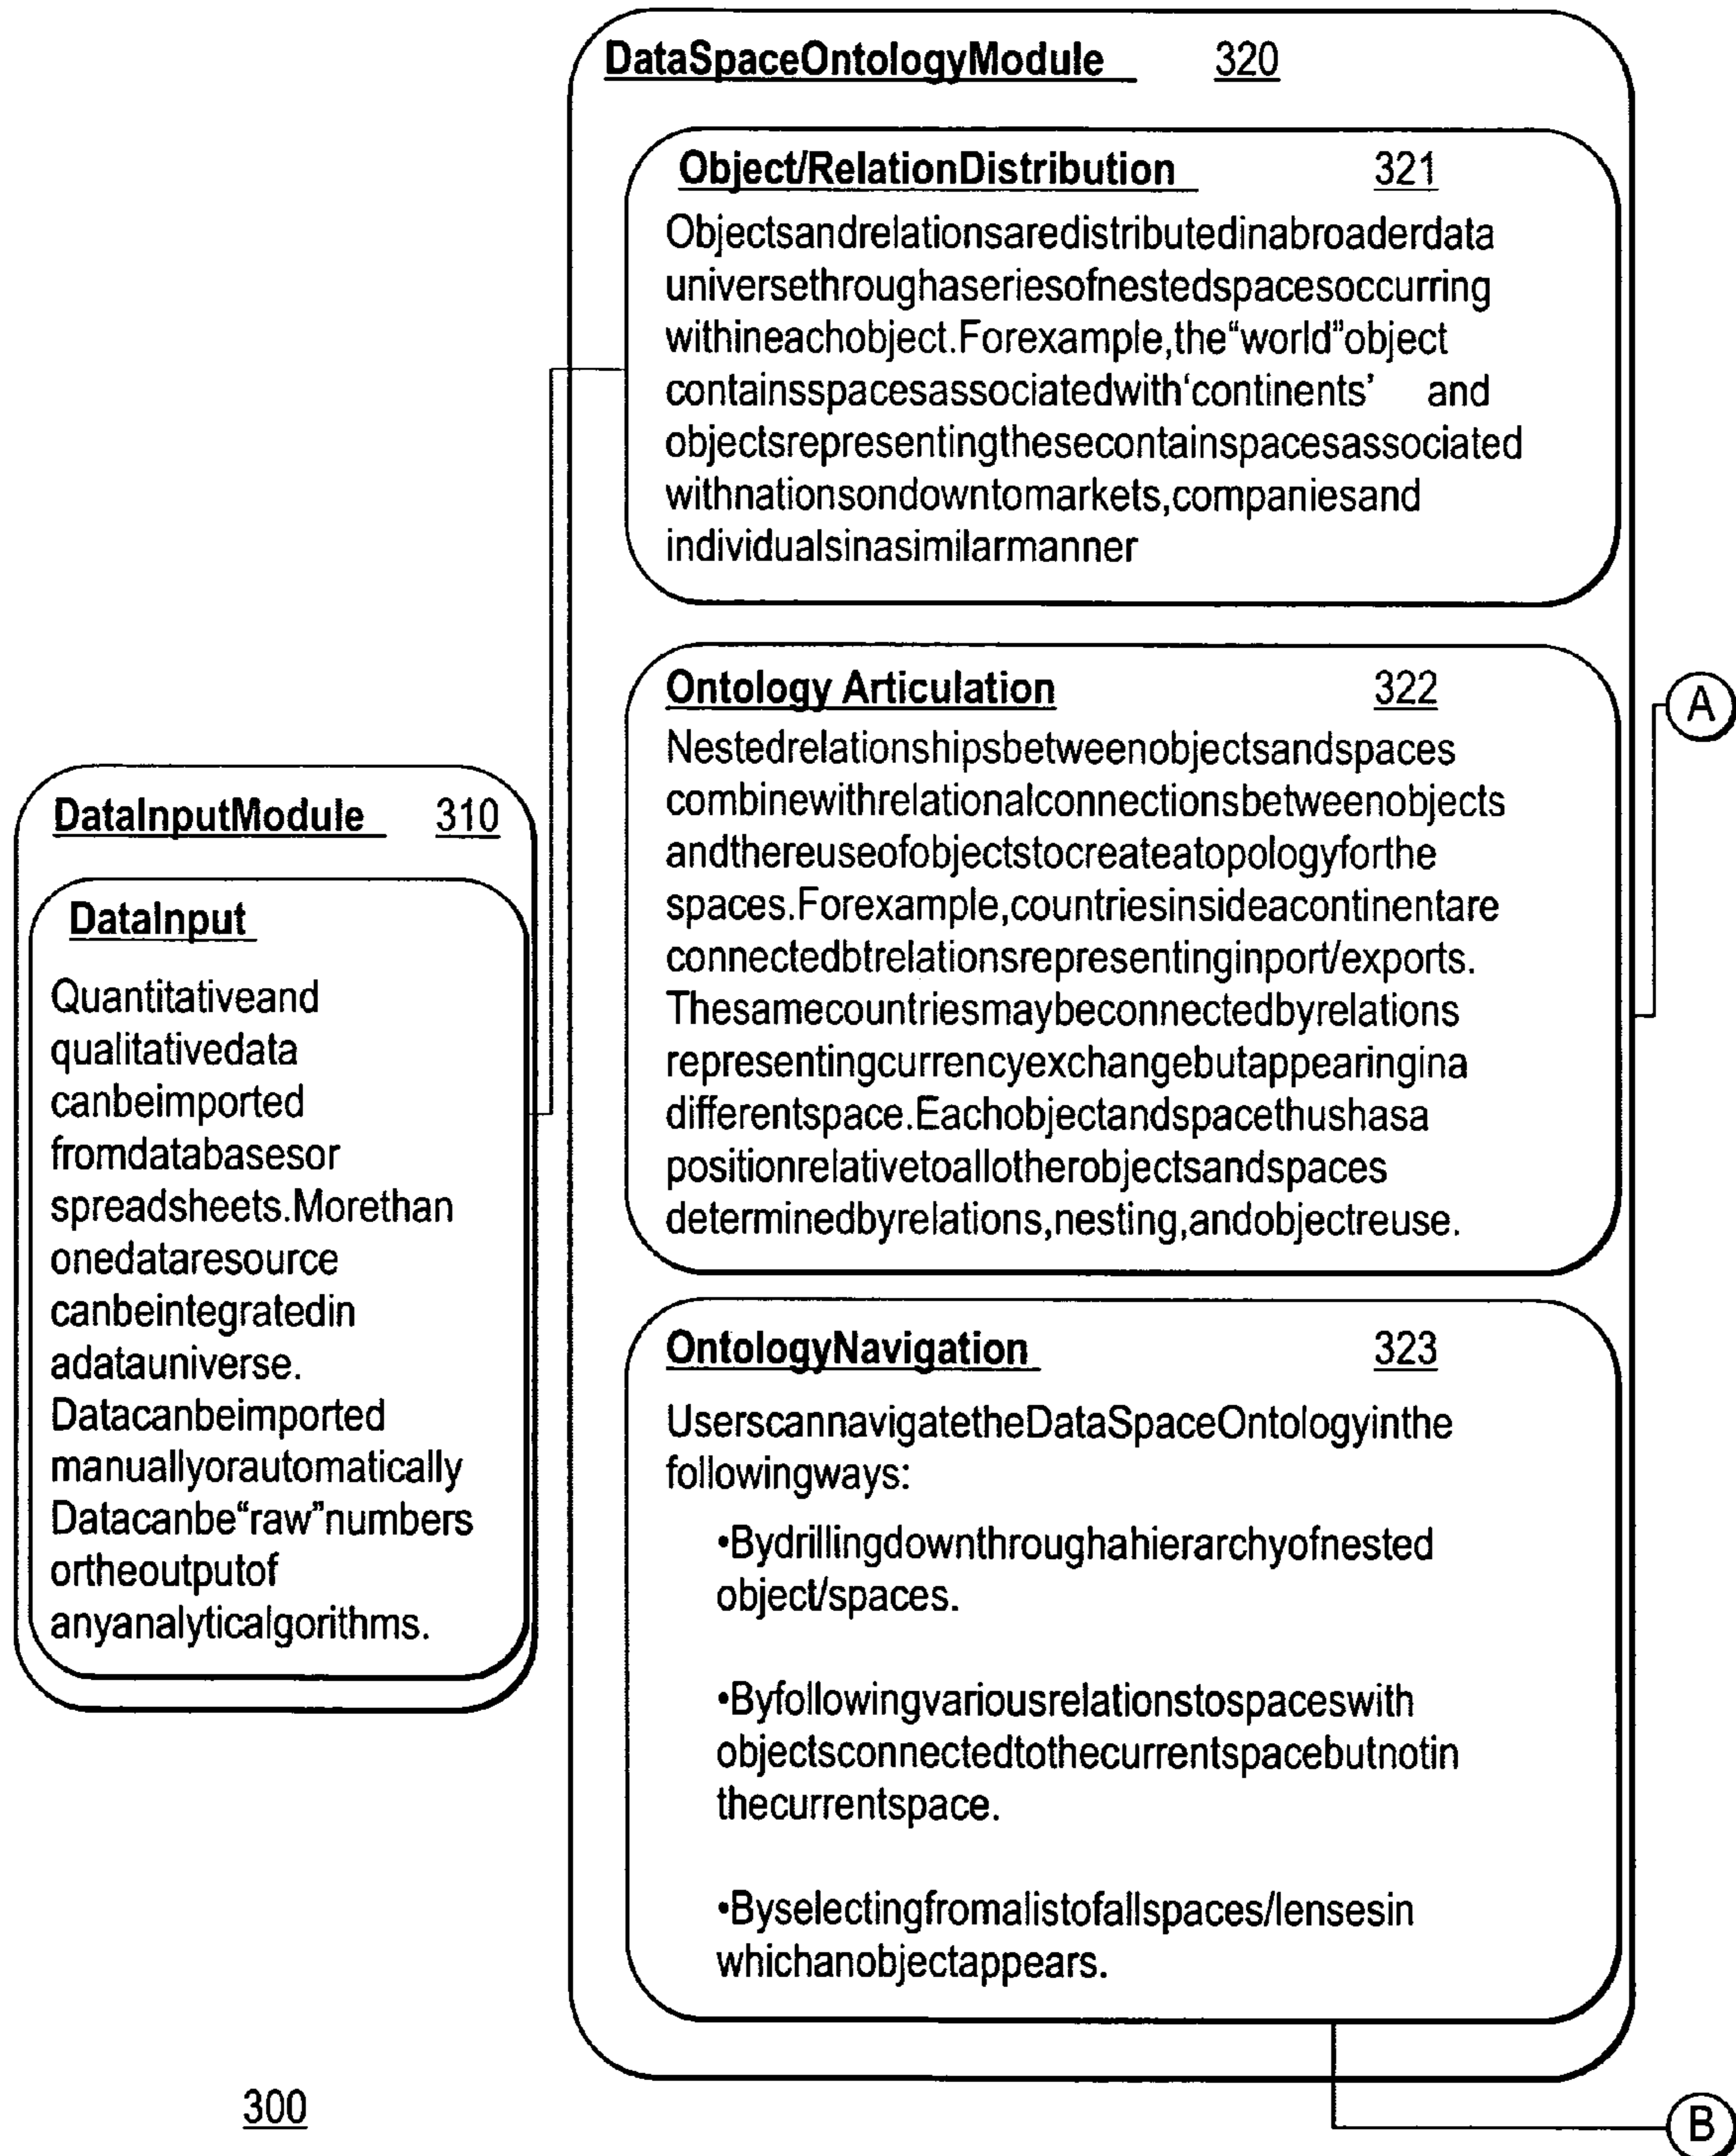 DataSpaceOntologyModule 320
Object/RelationDistribution 321
Objectsandrelationsaredistributedinabroaderdata
universethroughaseriesofnestedspacesoccurring
withineachobject.Forexample,the“world”object
containsspacesassociatedwith‘continents’ and
objectsrepresentingthesecontainspacesassociated
withnationsondowntomarkets,companiesand
individualsinasimilarmanner
Ontology Articulation 322
Nestedrelationshipsbetweenobjectsandspaces
combinewithrelationalconnectionsbetweenobjects
andthereuseofobjectstocreateatopologyforthe
spaces.Forexample,countriesinsideacontinentare
connectedbtrelationsrepresentinginport/exports.
Thesamecountriesmaybeconnectedbyrelations
representingcurrencyexchangebutappearingina
differentspace.Eachobjectandspacethushasa
positionrelativetoallotherobjectsandspaces
determinedbyrelations,nesting,andobjectreuse.
A
DataInputModule 310
DataInput
Quantitativeand
qualitativedata
canbeimported
fromdatabasesor
spreadsheets.Morethan
onedataresource
canbeintegratedin
adatauniverse.
Datacanbeimported
manuallyorautomatically
Datacanbe“raw”numbers
ortheoutputof
anyanalyticalgorithms.
OntologyNavigation 323
UserscannavigatetheDataSpaceOntologyinthe
followingways:
•Bydrillingdownthroughahierarchyofnested
object/spaces.
•Byfollowingvariousrelationstospaceswith
objectsconnectedtothecurrentspacebutnotin
thecurrentspace.
•Byselectingfromalistofallspaces/lensesin
whichanobjectappears.
300
B